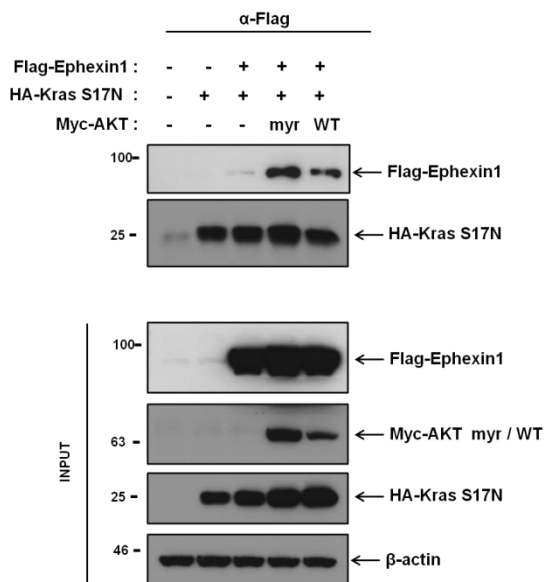 α-Flag
Flag-Ephexin1 : - - + + +
HA-Kras S17N : - + + + +
Myc-AKT : - - - myr WT
100 Flag-Ephexin1
25 - HA-Kras S17N
INPUT
100 - Flag-Ephexin1
63 - Myc-AKT myr / WT
25 - HA-Kras S17N
46 - β-actin